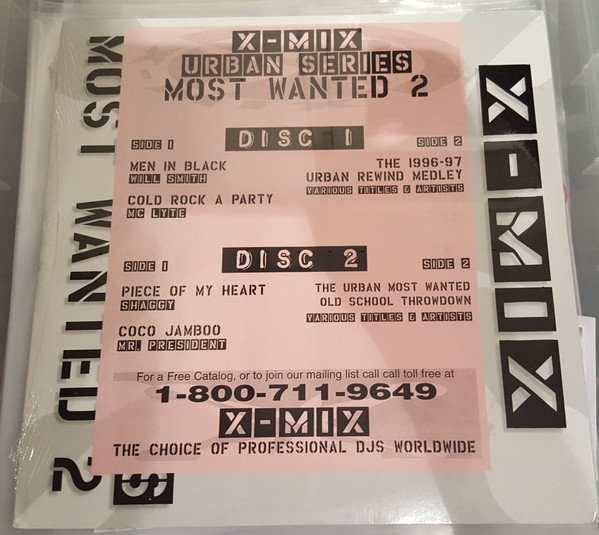 X-MIX
URBAN SERIES
MOST WANTED 2
DISC 1
SIDE 1
MEN IN BLACK
WILL SMITH
COLD ROCK A PARTY
MC LYTE
SIDE 2
THE 1996-97
URBAN REWIND MEDLEY
VARIOUS TITLES & ARTISTS
DISC 2
SIDE 1
PIECE OF MY HEART
SHAGGY
COCO JAMBOO
MR. PRESIDENT
SIDE 2
THE URBAN MOST WANTED
OLD SCHOOL THROWDOWN
VARIOUS TITLES & ARTISTS
For a Free Catalog, or to join our mailing list call call toll free at
1-800-711-9649
X-MIX
THE CHOICE OF PROFESSIONAL DJS WORLDWIDE
MOST WANTED 2
X-MIX